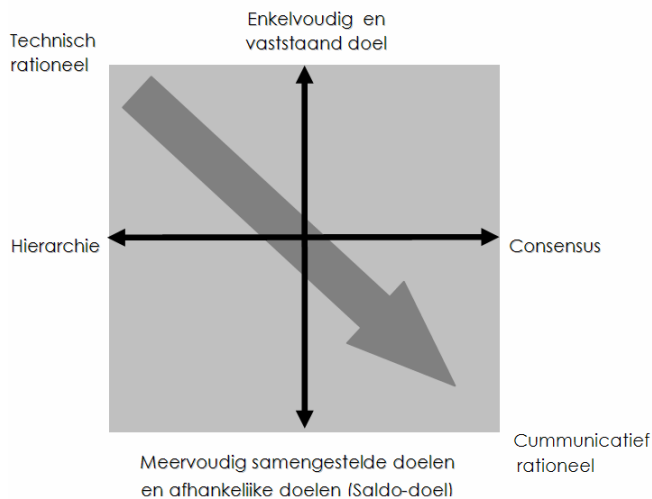 Enkelvoudig en
vaststaand doel
Technisch
rationeel
Hierarchie
Consensus
Cummunicatief
rationeel
Meervoudig samengestelde doelen
en afhankelijke doelen (Saldo-doel)